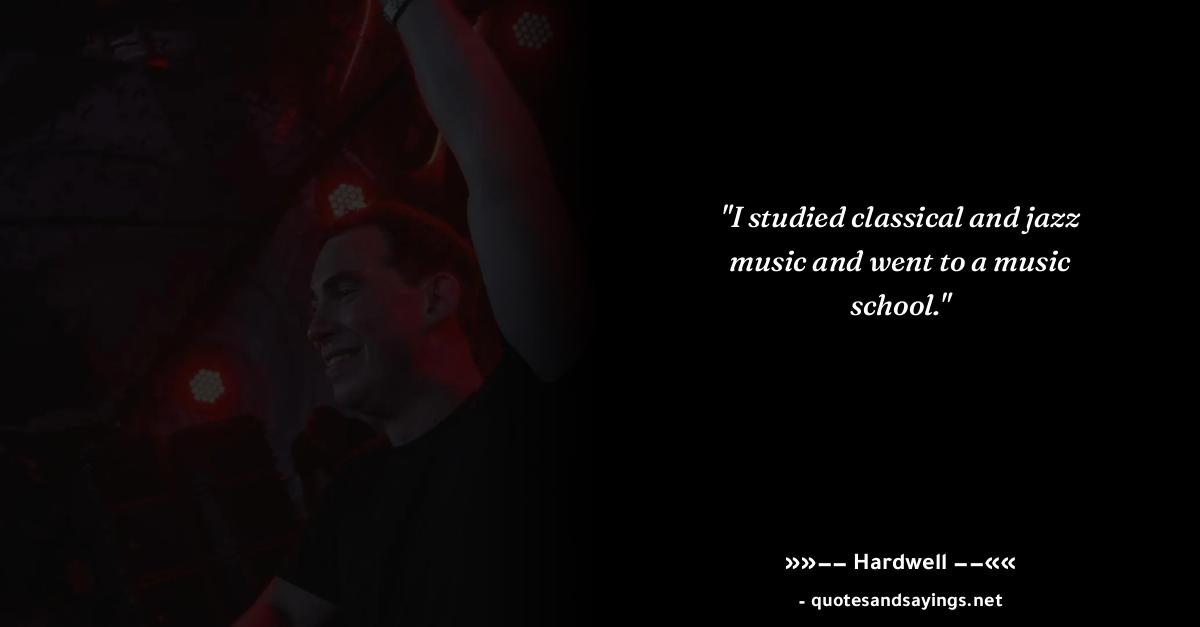 "I studied classical and jazz
music and went to a music
school."
»»−− Hardwell −−««
- quotesandsayings.net